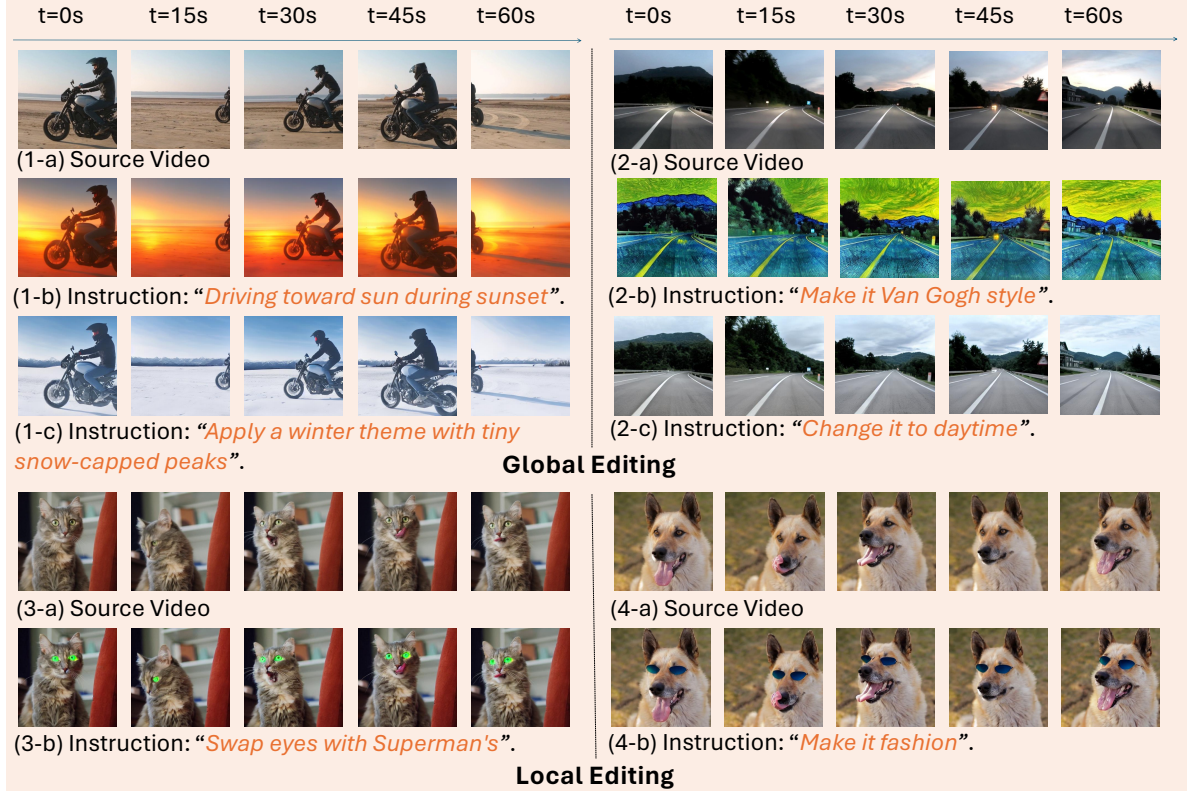 t=0s t=15s t=30s t=45s t=60s
t=0s t=15s t=30s t=45s t=60s
(1-a) Source Video
(2-a) Source Video
(1-b) Instruction: “Driving toward sun during sunset”.
(2-b) Instruction: “Make it Van Gogh style”.
(1-c) Instruction: “Apply a winter theme with tiny
snow-capped peaks”.
(2-c) Instruction: “Change it to daytime”.
Global Editing
(3-a) Source Video
(4-a) Source Video
(3-b) Instruction: “Swap eyes with Superman's”.
(4-b) Instruction: “Make it fashion”.
Local Editing